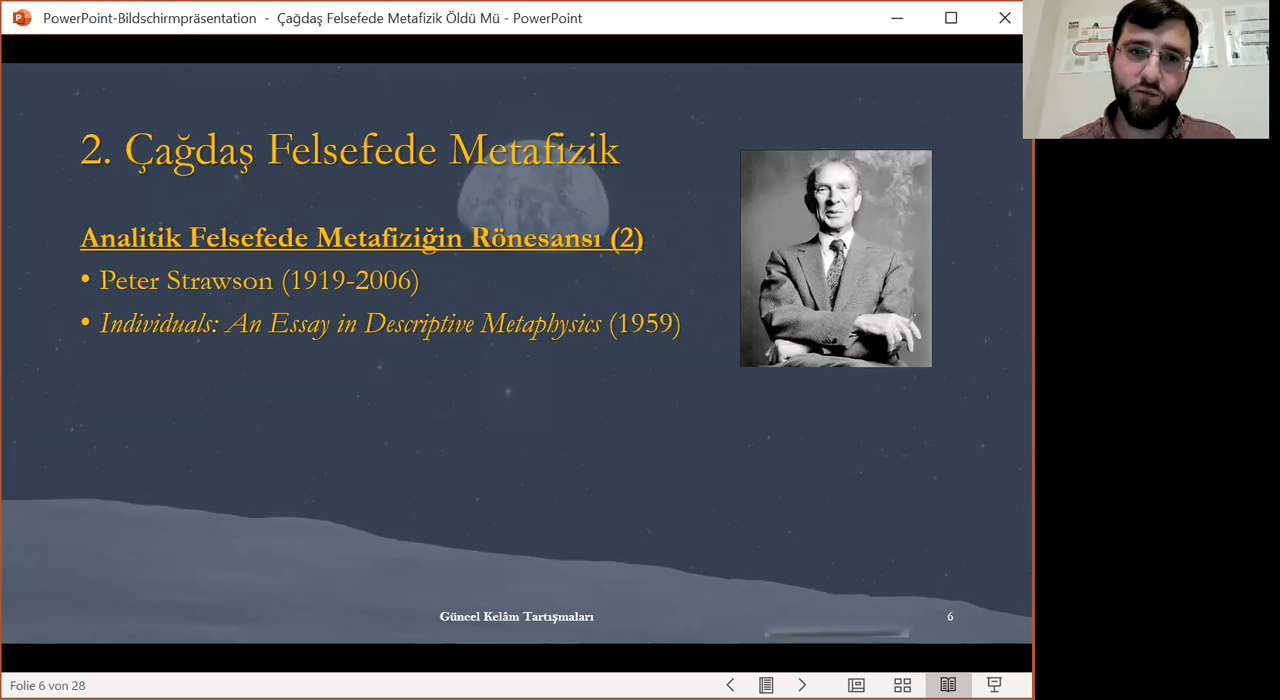 PowerPoint-Bildschirmpräsentation - Çağdaş Felsefede Metafizik Öldü Mü - PowerPoint
2. Çağdaş Felsefede Metafizik
Analitik Felsefede Metafiziğin Rönesansı (2)
• Peter Strawson (1919-2006)
• Individuals: An Essay in Descriptive Metaphysics (1959)
Güncel Kelâm Tartışmaları
6
Folie 6 von 28